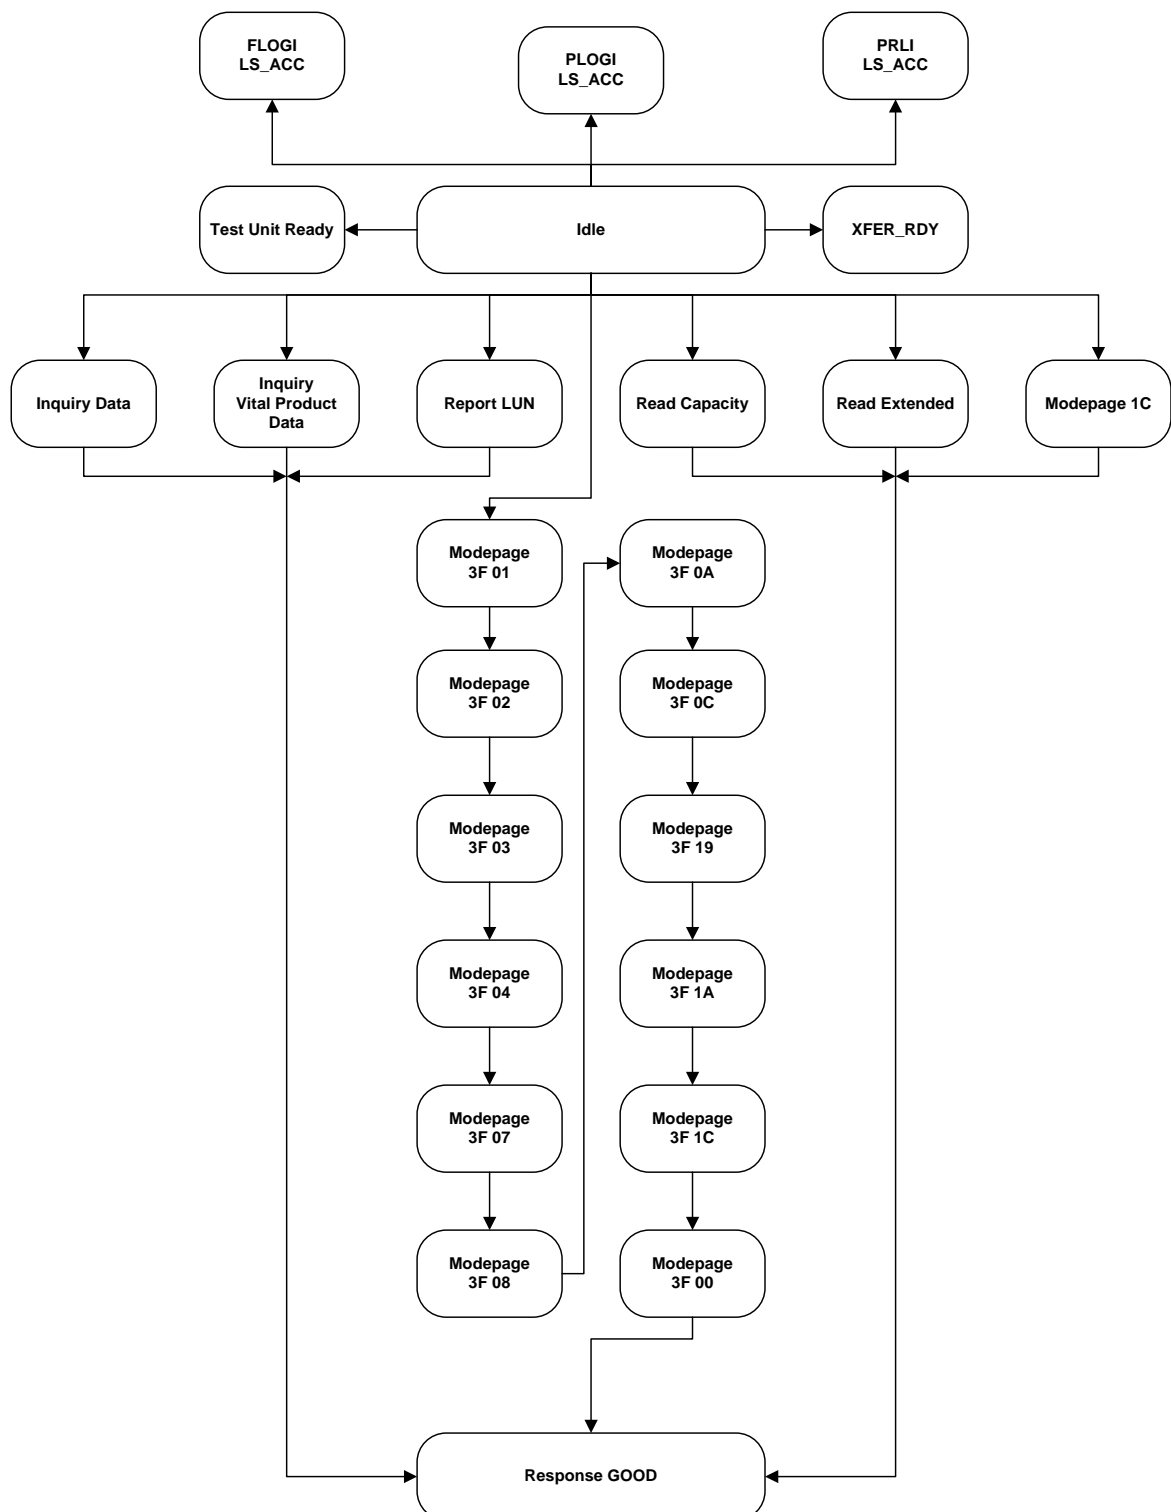 FLOGI
LS_ACC
PLOGI
LS_ACC
PRLI
LS_ACC
Test Unit Ready
Idle
XFER_RDY
Inquiry Data
Inquiry
Vital Product
Data
Report LUN
Read Capacity
Read Extended
Modepage 1C
Modepage
3F 01
Modepage
3F 0A
Modepage
3F 02
Modepage
3F 0C
Modepage
3F 03
Modepage
3F 19
Modepage
3F 04
Modepage
3F 1A
Modepage
3F 07
Modepage
3F 1C
Modepage
3F 08
Modepage
3F 00
Response GOOD